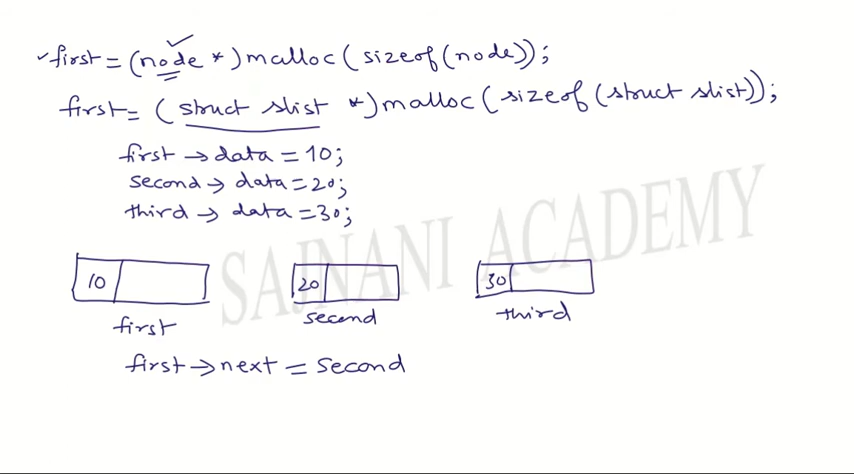 first = (node *) malloc (sizeof(node));
first = (struct slist *) malloc (sizeof (struct slist));
first → data = 10;
second → data = 20;
third → data = 30;
SAJNANI ACADEMY
10 20 30
first second third
first → next = second